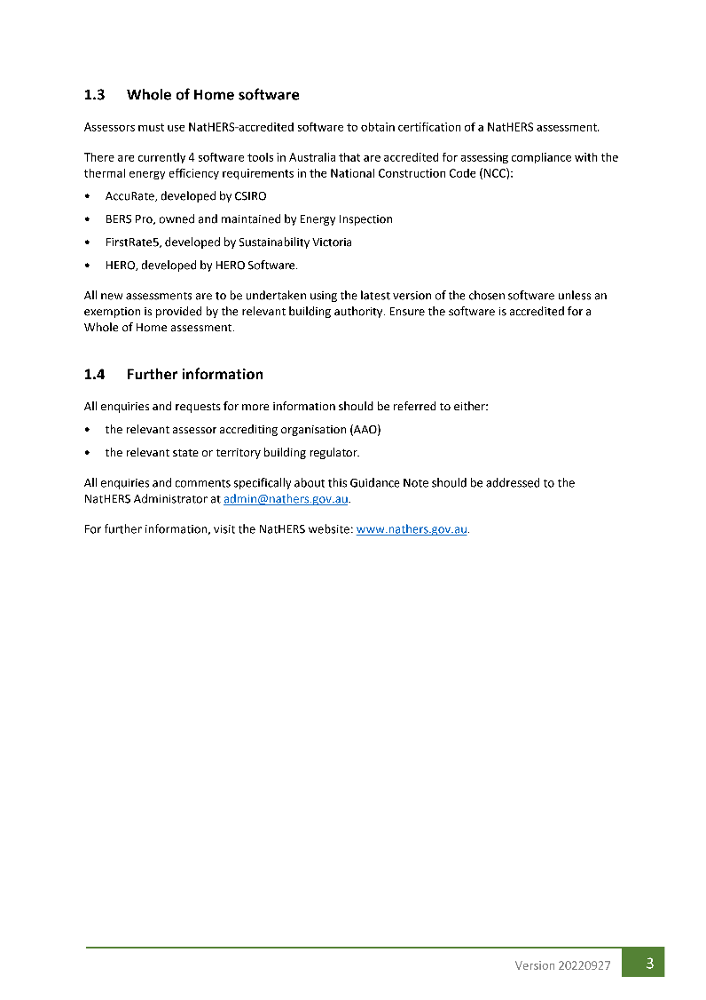 1.3 Whole of Home software
Assessors must use NatHERS-accredited software to obtain certification of a NatHERS assessment.
There are currently 4 software tools in Australia that are accredited for assessing compliance with the
thermal energy efficiency requirements in the National Construction Code (NCC):
• AccuRate, developed by CSIRO
• BERS Pro, owned and maintained by Energy Inspection
• FirstRate5, developed by Sustainability Victoria
• HERO, developed by HERO Software.
All new assessments are to be undertaken using the latest version of the chosen software unless an
exemption is provided by the relevant building authority. Ensure the software is accredited for a
Whole of Home assessment.
1.4 Further information
All enquiries and requests for more information should be referred to either:
• the relevant assessor accrediting organisation (AAO)
• the relevant state or territory building regulator.
All enquiries and comments specifically about this Guidance Note should be addressed to the
NatHERS Administrator at admin@nathers.gov.au.
For further information, visit the NatHERS website: www.nathers.gov.au.
Version 20220927 3